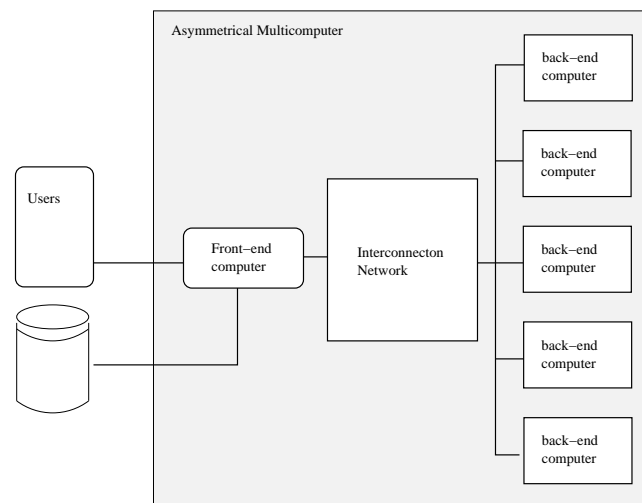 Asymmetrical Multicomputer
Users
Front−end
computer
Interconnecton
Network
back−end
computer
back−end
computer
back−end
computer
back−end
computer
back−end
computer